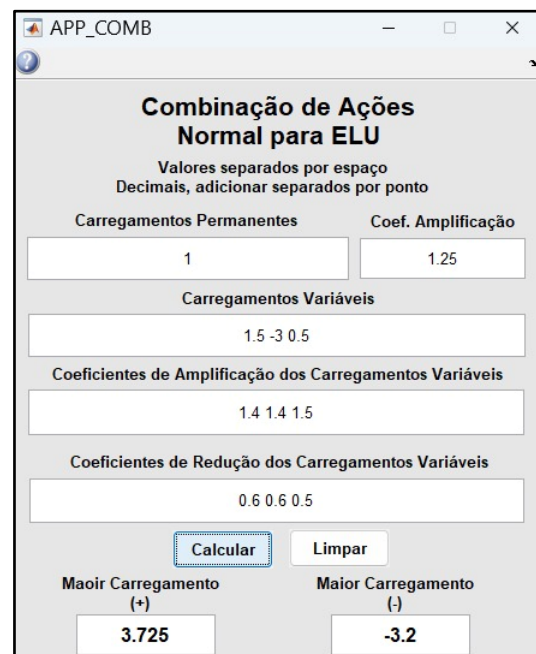 APP_COMB
Combinação de Ações
Normal para ELU
Valores separados por espaço
Decimais, adicionar separados por ponto
Carregamentos Permanentes Coef. Amplificação
1 1.25
Carregamentos Variáveis
1.5 -3 0.5
Coeficientes de Amplificação dos Carregamentos Variáveis
1.4 1.4 1.5
Coeficientes de Redução dos Carregamentos Variáveis
0.6 0.6 0.5
Calcular Limpar
Maoir Carregamento Maior Carregamento
(+) (-)
3.725 -3.2